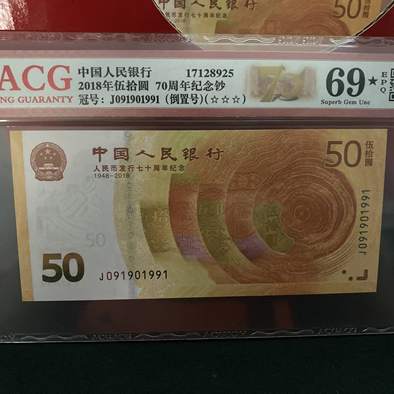 50
ACG
NG GUARANTY
中国人民银行 17128925
2018年伍拾圆 70周年纪念钞
冠号: J091901991 (倒置号)(☆☆☆)
70
69★
EPQ
Superb Gem Unc
中国人民银行
人民币发行七十周年纪念
1948-2018
50
伍拾圆
50
50
J091901991
J091901991